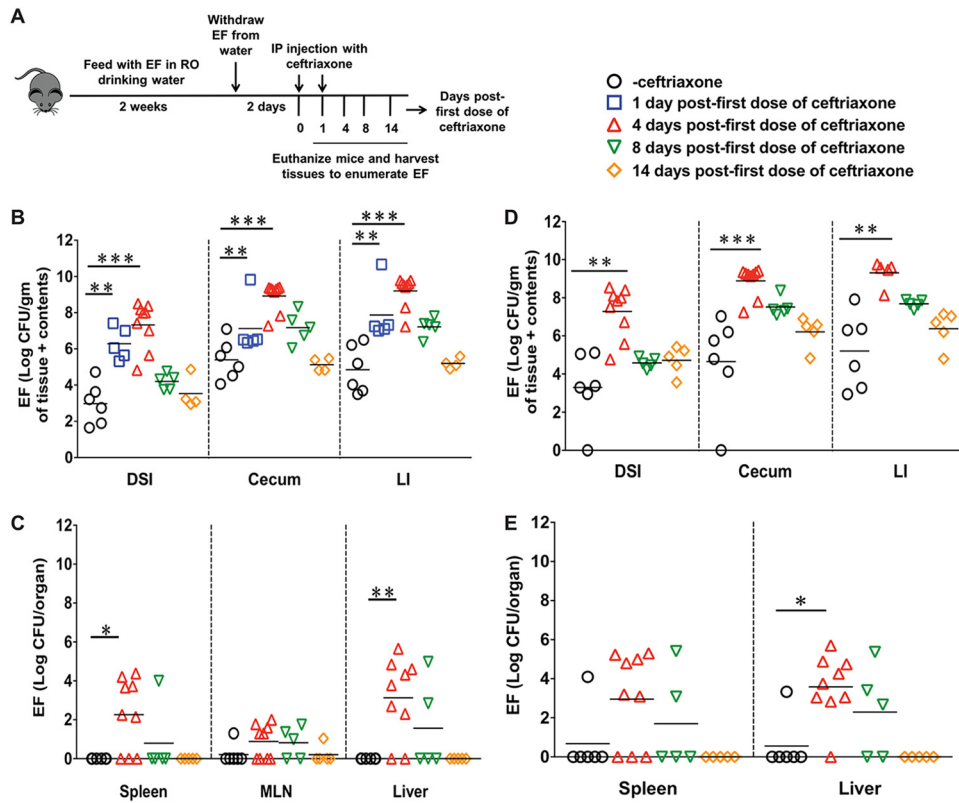 A
Withdraw
EF from
water
Feed with EF in RO
drinking water
IP injection with
ceftriaxone
2 weeks
2 days
0 1 4 8 14
Days post-
first dose of
ceftriaxone
Euthanize mice and harvest
tissues to enumerate EF
-ceftriaxone
1 day post-first dose of ceftriaxone
4 days post-first dose of ceftriaxone
8 days post-first dose of ceftriaxone
14 days post-first dose of ceftriaxone
B
EF (Log CFU/gm
of tissue + contents)
12
10
8
6
4
2
0
** *** ** *** ** ***
DSI Cecum LI
D
EF (Log CFU/gm
of tissue + contents)
12
10
8
6
4
2
0
** *** **
DSI Cecum LI
C
EF (Log CFU/organ)
12
10
8
6
4
2
0
* **
Spleen MLN Liver
E
EF (Log CFU/organ)
12
10
8
6
4
2
0
*
Spleen Liver